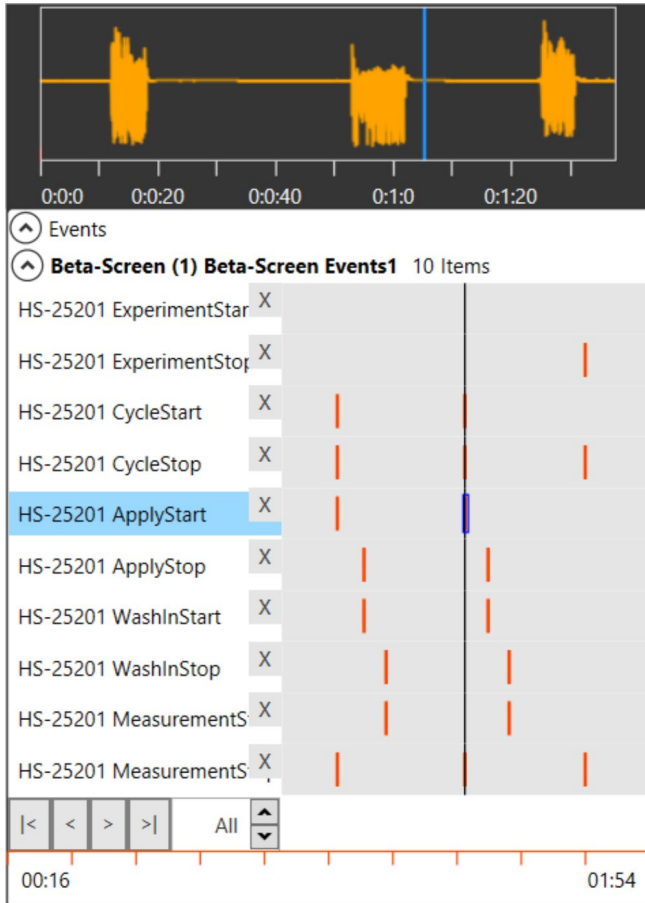 0:0:0 0:0:20 0:0:40 0:1:0 0:1:20
Events
Beta-Screen (1) Beta-Screen Events1 10 Items
HS-25201 ExperimentStar X
HS-25201 ExperimentStop X
HS-25201 CycleStart X
HS-25201 CycleStop X
HS-25201 ApplyStart X
HS-25201 ApplyStop X
HS-25201 WashInStart X
HS-25201 WashInStop X
HS-25201 MeasurementS X
HS-25201 MeasurementS X
|< < > >| All
00:16 01:54